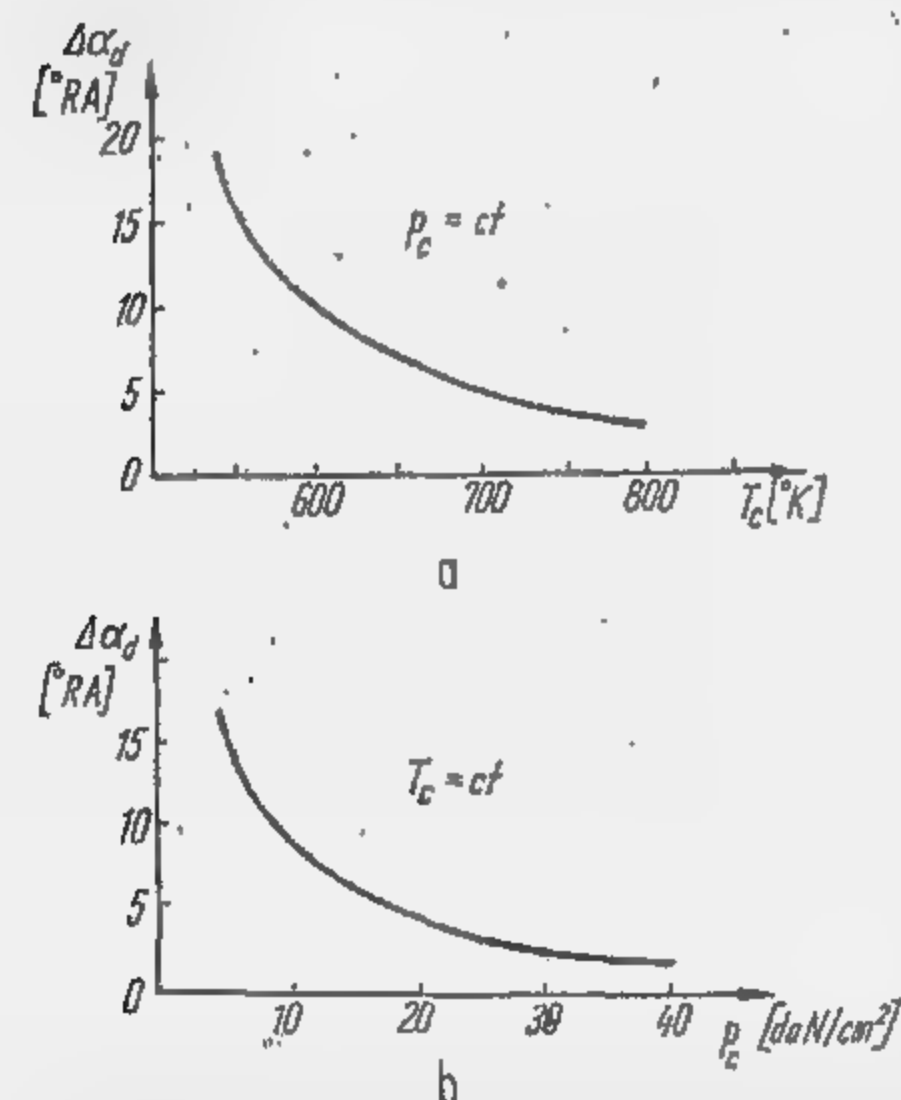 Δα_d
[°RA]
20
15
10
5
0
p_c = ct
600 700 800 T_c[°K]
a
Δα_d
[°RA]
15
10
5
0
T_c = ct
10 20 30 40 p_c [daN/cm²]
b